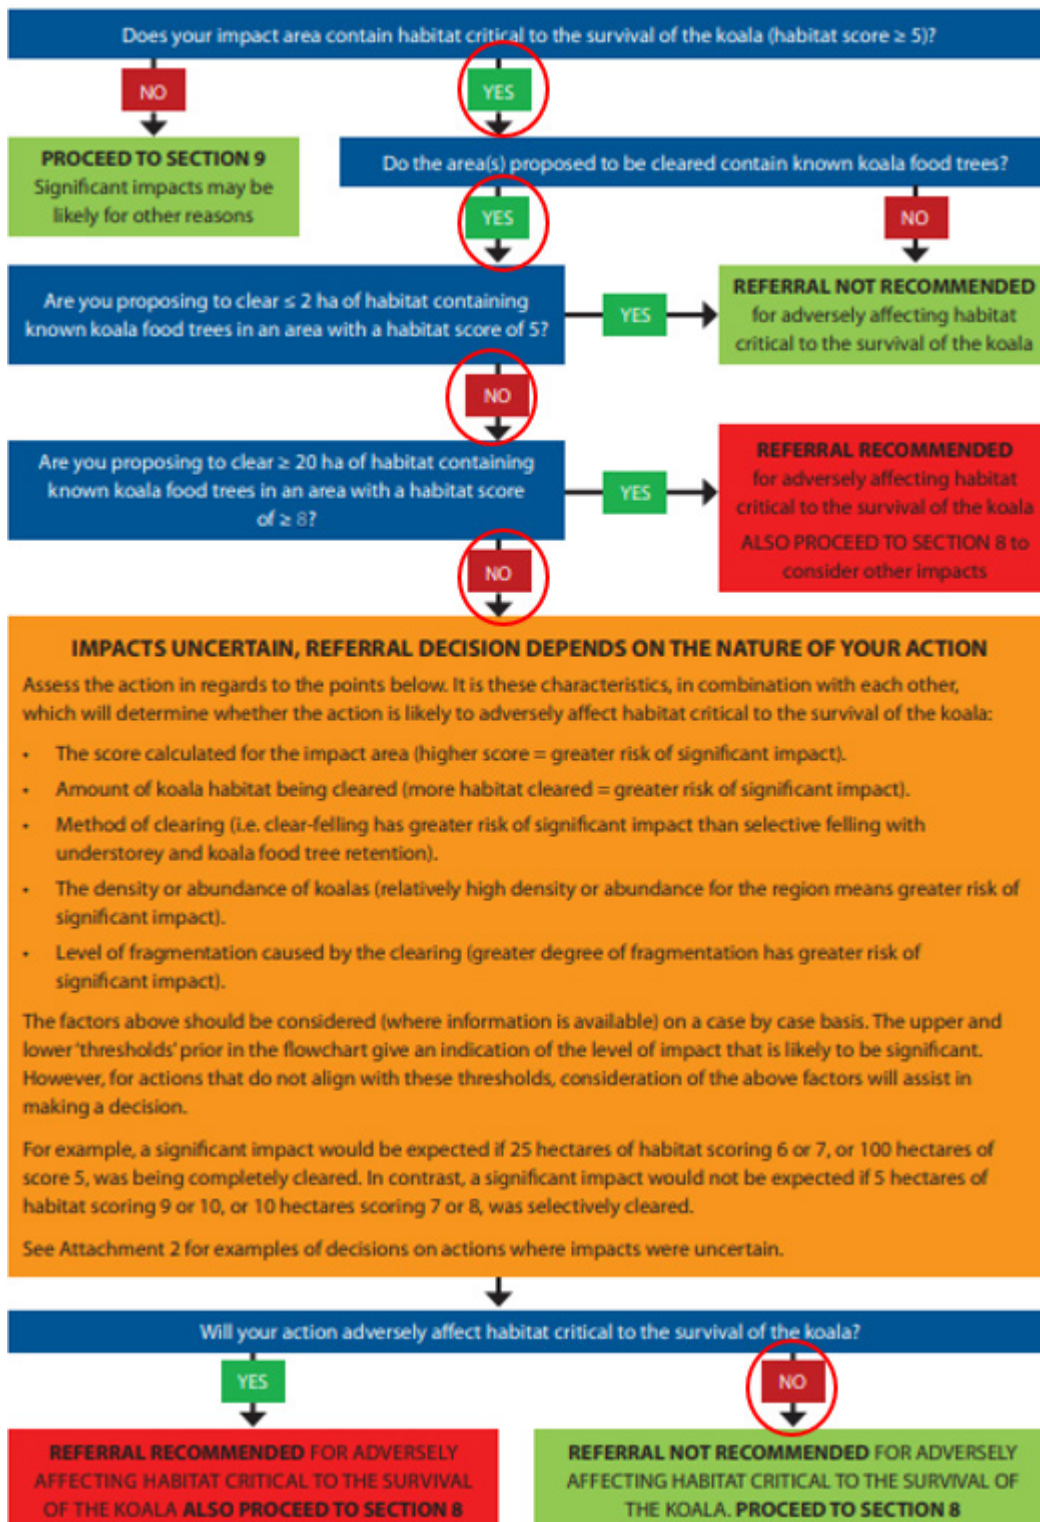 Does your impact area contain habitat critical to the survival of the koala (habitat score ≥ 5)?
NO
YES
PROCEED TO SECTION 9
Significant impacts may be
likely for other reasons
Do the area(s) proposed to be cleared contain known koala food trees?
YES
NO
Are you proposing to clear ≤ 2 ha of habitat containing
known koala food trees in an area with a habitat score of 5?
YES
REFERRAL NOT RECOMMENDED
for adversely affecting habitat
critical to the survival of the koala
NO
Are you proposing to clear ≥ 20 ha of habitat containing
known koala food trees in an area with a habitat score
of ≥ 8?
YES
REFERRAL RECOMMENDED
for adversely affecting habitat
critical to the survival of the koala
ALSO PROCEED TO SECTION 8 to
consider other impacts
NO
IMPACTS UNCERTAIN, REFERRAL DECISION DEPENDS ON THE NATURE OF YOUR ACTION
Assess the action in regards to the points below. It is these characteristics, in combination with each other,
which will determine whether the action is likely to adversely affect habitat critical to the survival of the koala:
• The score calculated for the impact area (higher score = greater risk of significant impact).
• Amount of koala habitat being cleared (more habitat cleared = greater risk of significant impact).
• Method of clearing (i.e. clear-felling has greater risk of significant impact than selective felling with
understorey and koala food tree retention).
• The density or abundance of koalas (relatively high density or abundance for the region means greater risk of
significant impact).
• Level of fragmentation caused by the clearing (greater degree of fragmentation has greater risk of
significant impact).
The factors above should be considered (where information is available) on a case by case basis. The upper and
lower 'thresholds' prior in the flowchart give an indication of the level of impact that is likely to be significant.
However, for actions that do not align with these thresholds, consideration of the above factors will assist in
making a decision.
For example, a significant impact would be expected if 25 hectares of habitat scoring 6 or 7, or 100 hectares of
score 5, was being completely cleared. In contrast, a significant impact would not be expected if 5 hectares of
habitat scoring 9 or 10, or 10 hectares scoring 7 or 8, was selectively cleared.
See Attachment 2 for examples of decisions on actions where impacts were uncertain.
Will your action adversely affect habitat critical to the survival of the koala?
YES
NO
REFERRAL RECOMMENDED FOR ADVERSELY
AFFECTING HABITAT CRITICAL TO THE SURVIVAL
OF THE KOALA ALSO PROCEED TO SECTION 8
REFERRAL NOT RECOMMENDED FOR ADVERSELY
AFFECTING HABITAT CRITICAL TO THE SURVIVAL OF
THE KOALA. PROCEED TO SECTION 8